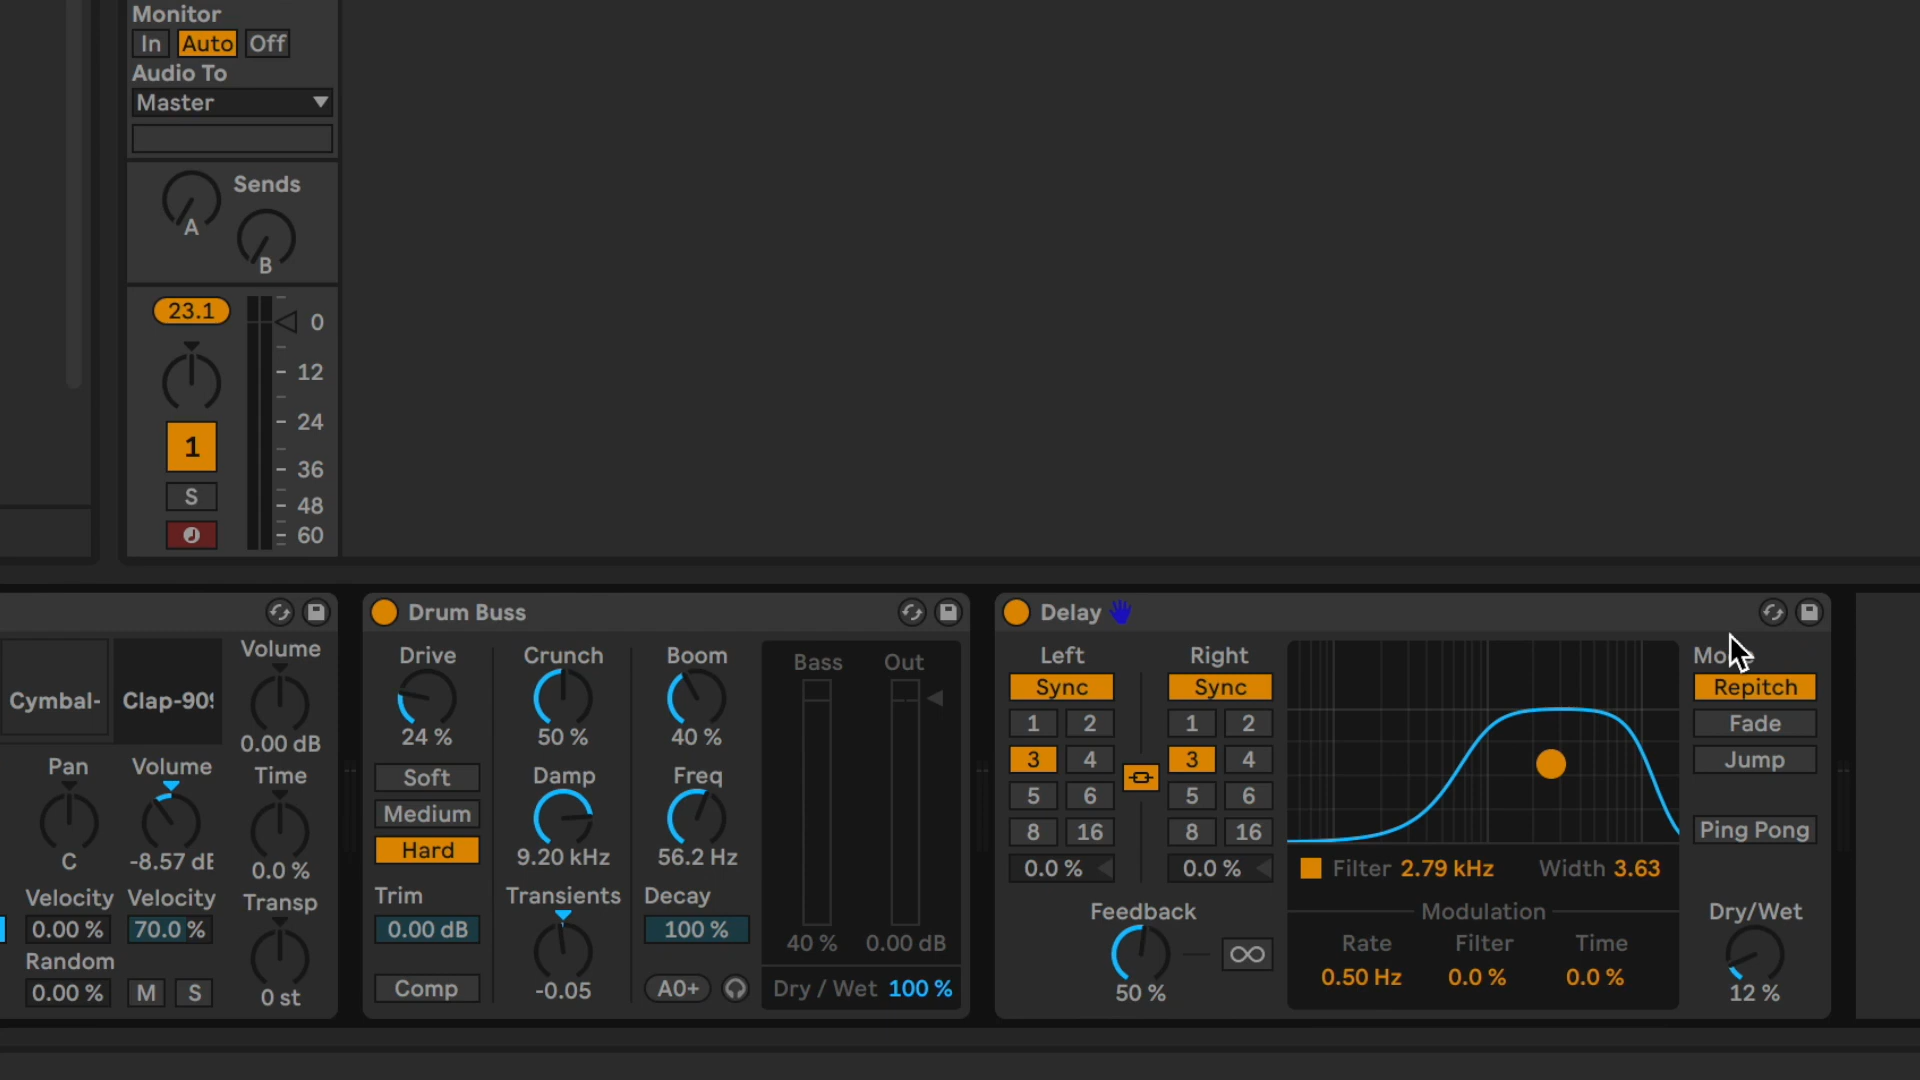 Monitor
In Auto Off
Audio To
Master
Sends
A
B
23.1
0
12
24
36
48
60
1
S
Volume
Cymbal-
0.00 dB
Pan Volume Time
C -8.57 dB 0.0 %
Velocity Velocity Transp
0.00 % 70.0 %
Random
0.00 % M S 0 st
Drum Buss
Drive Crunch Boom
24 % 50 % 40 %
Soft Damp Freq
Medium
Hard 9.20 kHz 56.2 Hz
Trim Transients Decay
0.00 dB 100 %
Comp -0.05 A0+
Bass Out
40 % 0.00 dB
Dry / Wet 100 %
Delay
Left Right
Sync Sync
1 2 1 2
3 4 3 4
5 6 5 6
8 16 8 16
0.0 % 0.0 %
Feedback
50 %
Filter 2.79 kHz Width 3.63
Modulation
Rate Filter Time
0.50 Hz 0.0 % 0.0 %
Repitch
Fade
Jump
Ping Pong
Dry/Wet
12 %